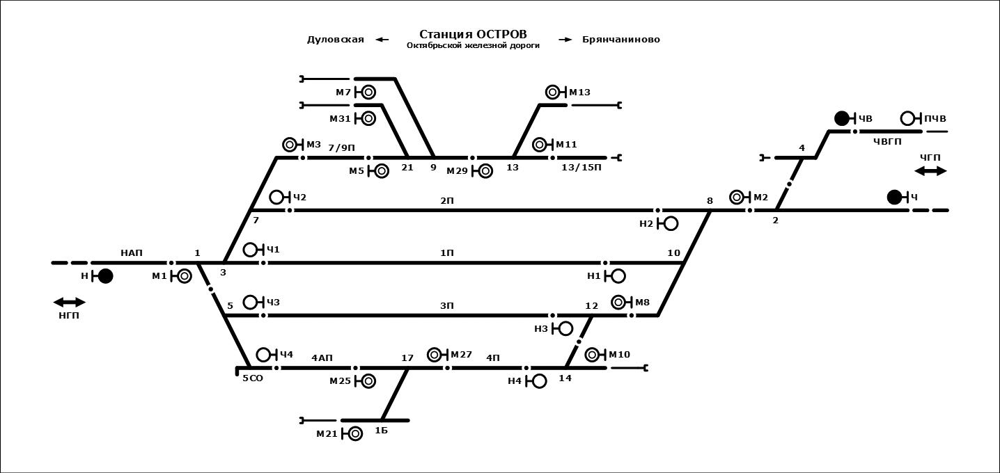 Станция ОСТРОВ
Дуловская Брянчаниново
Октябрьской железной дороги
М7 М13
М31 ЧВ ПЧВ
М3 7/9П М11 ЧВГП
4
М5 21 9 М29 13 13/15П ЧГП
Ч2 2П 8 М2 Ч
7 Н2 2
НАП 1 Ч1 1П 10
Н М1 3 Н1
5 Ч3 3П 12 М8
НГП
Н3
Ч4 4АП 17 М27 4П М10
5СО М25 Н4 14
М21 1Б